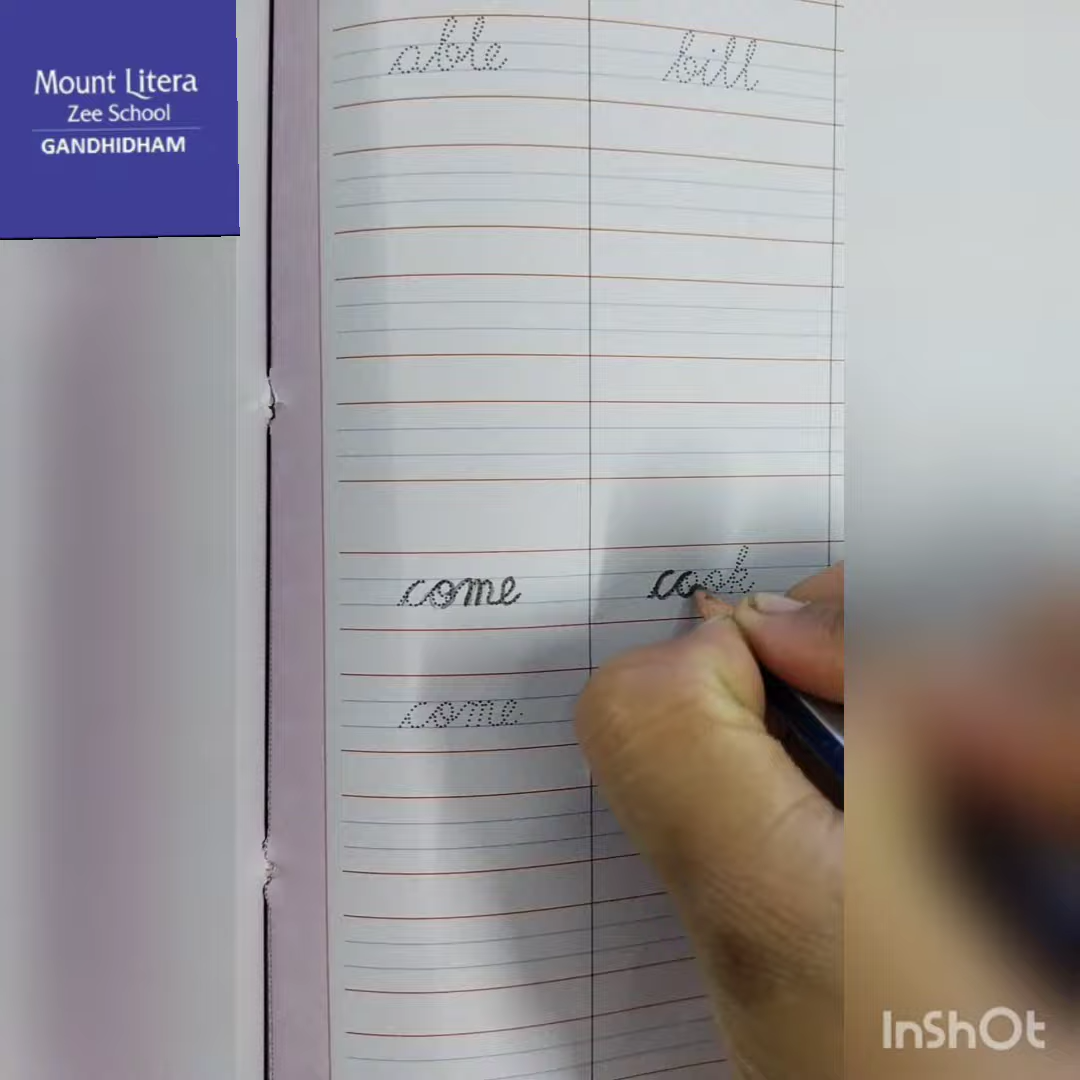 Mount Litera
Zee School
GANDHIDHAM
able bill
come cook
come
InShOt